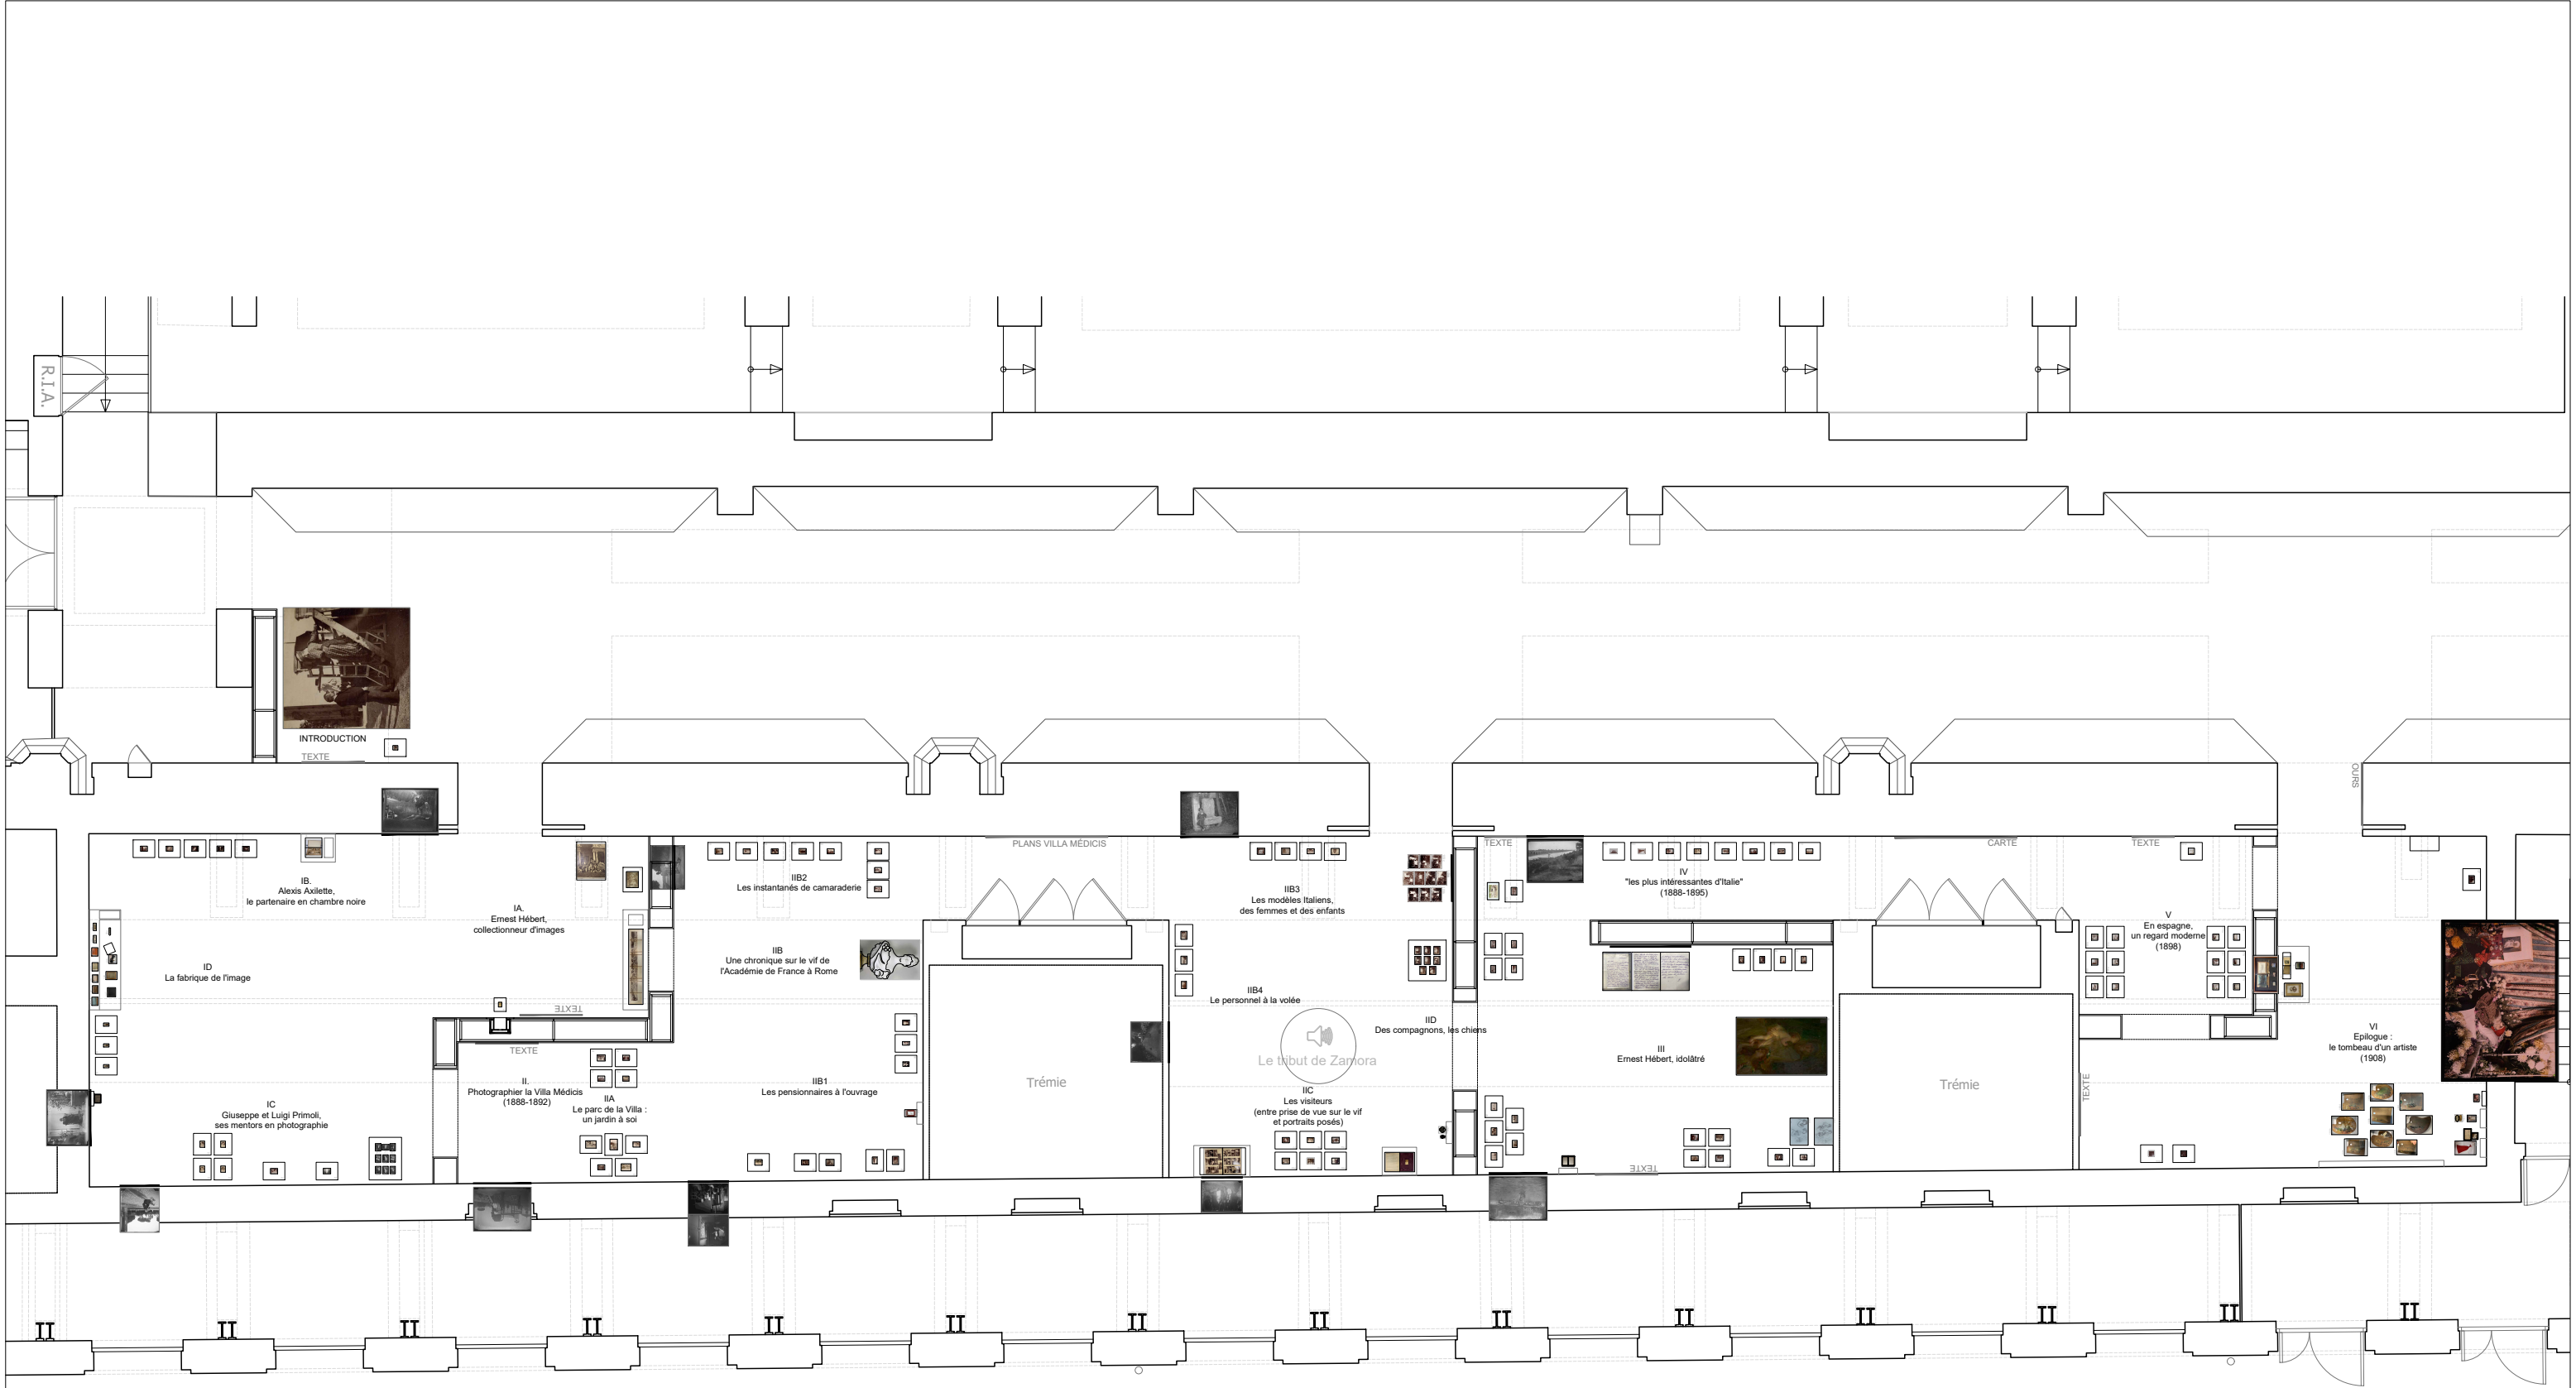 R.I.A.
INTRODUCTION
TEXTE
OURS
IB.
Alexis Axilette,
le partenaire en chambre noire
IA.
Ernest Hébert,
collectionneur d'images
ID
La fabrique de l'image
TEXTE
TEXTE
IC
Giuseppe et Luigi Primoli,
ses mentors en photographie
II.
Photographier la Villa Médicis
(1888-1892)
IIA
Le parc de la Villa :
un jardin à soi
IIB2
Les instantanés de camaraderie
IIB
Une chronique sur le vif de
l'Académie de France à Rome
IIB1
Les pensionnaires à l'ouvrage
PLANS VILLA MÉDICIS
Trémie
IIB3
Les modèles Italiens,
des femmes et des enfants
IIB4
Le personnel à la volée
IID
Des compagnons, les chiens
Le tribut de Zamora
IIC
Les visiteurs
(entre prise de vue sur le vif
et portraits posés)
TEXTE
IV
"les plus intéressantes d'Italie"
(1888-1895)
III
Ernest Hébert, idolâtré
TEXTE
CARTE
TEXTE
Trémie
V
En espagne,
un regard moderne
(1898)
TEXTE
VI
Epilogue :
le tombeau d'un artiste
(1908)